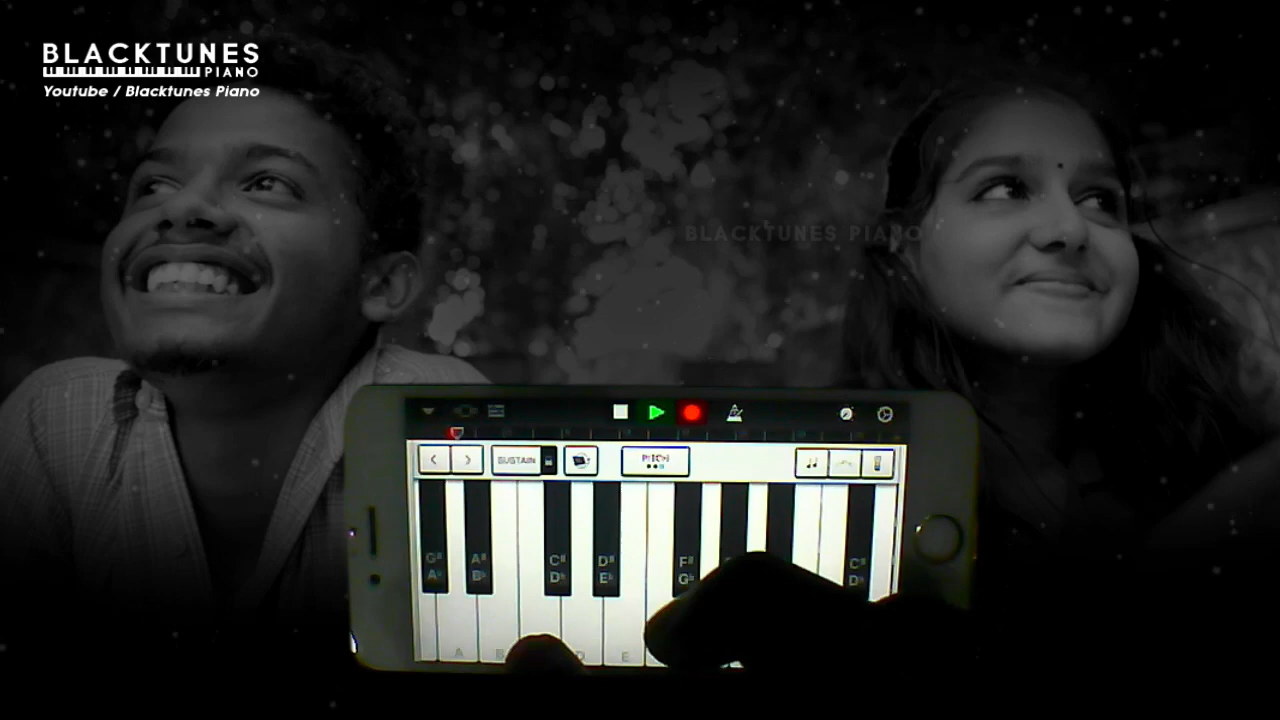 BLACKTUNES
PIANO
Youtube / Blacktunes Piano
BLACKTUNES PIANO
SUSTAIN
PITCH
G# A# C# D# F# C#
A♭ B♭ D♭ E♭ G♭ D♭
A B D E